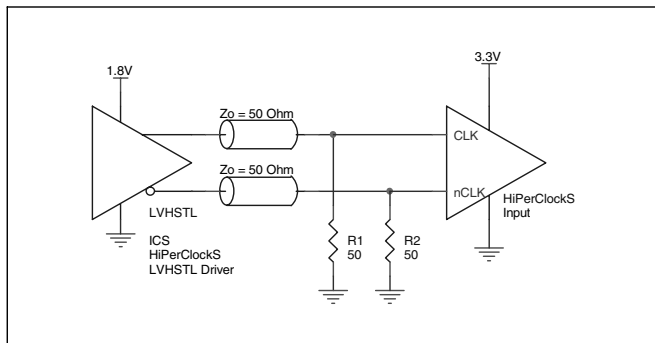 1.8V
3.3V
Zo = 50 Ohm
CLK
Zo = 50 Ohm
nCLK
HiPerClockS
Input
LVHSTL
ICS
HiPerClockS
LVHSTL Driver
R1
50
R2
50